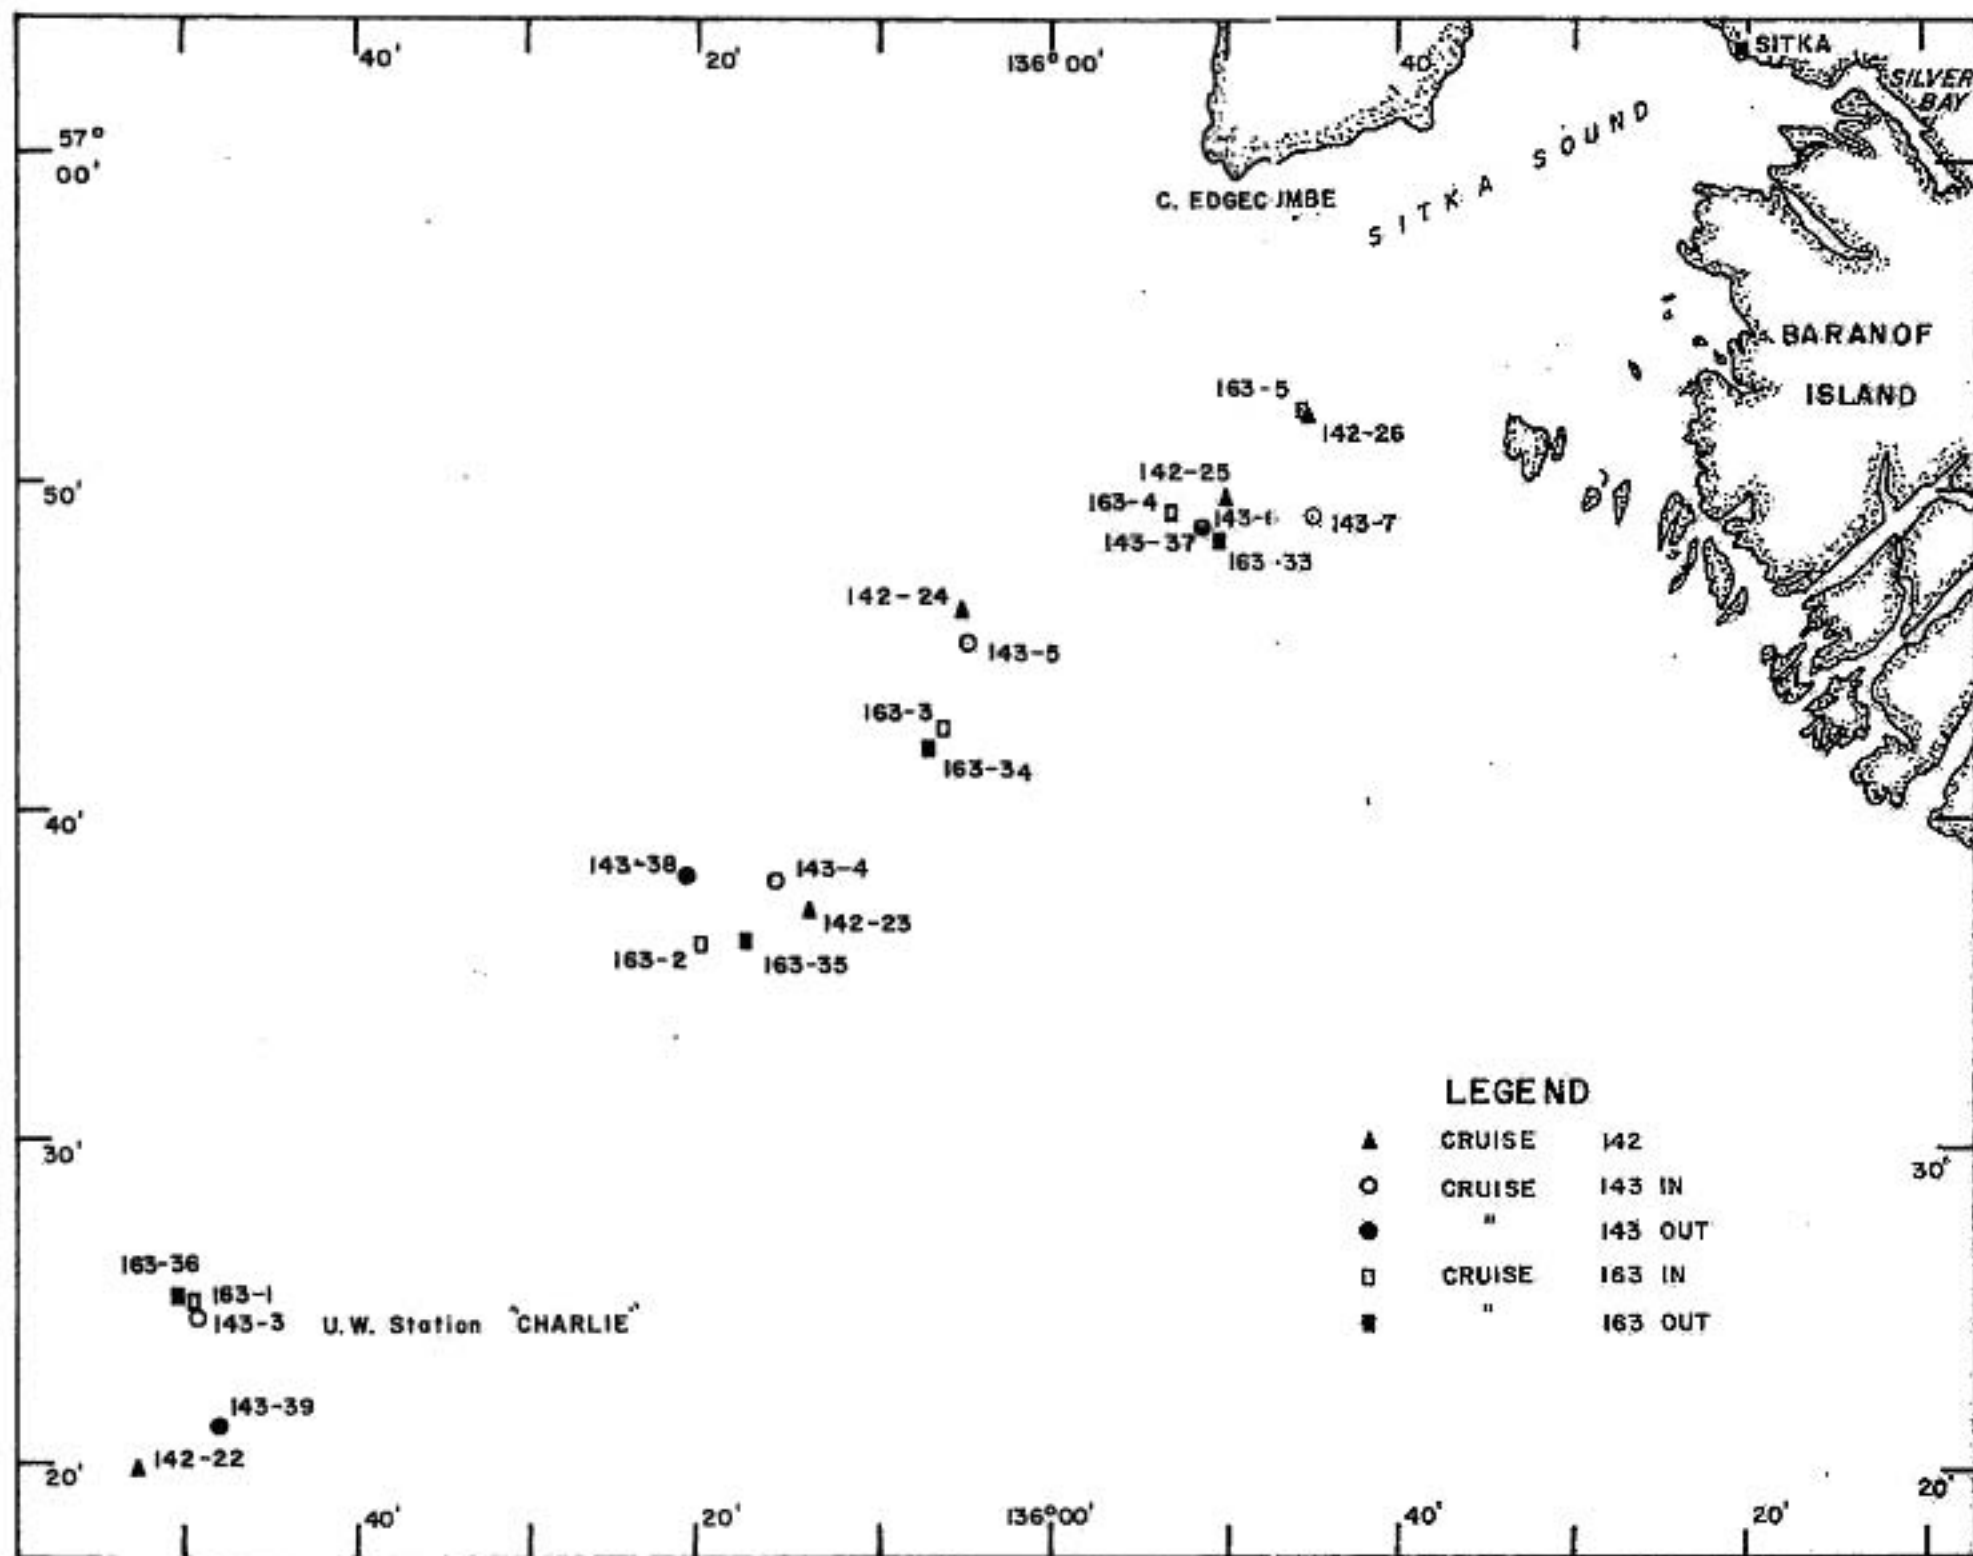 40'
20'
136° 00'
40'
SITKA
SILVER
BAY
57°
00'
SITKA SOUND
C. EDGECUMBE
BARANOF
ISLAND
163-5
142-26
50'
142-25
163-4
143-6
143-7
143-37
163-33
142-24
143-5
163-3
163-34
40'
143-38
143-4
142-23
163-2
163-35
LEGEND
30'
CRUISE 142
30'
CRUISE 143 IN
" 143 OUT
CRUISE 163 IN
" 163 OUT
163-36
163-1
143-3
U.W. Station "CHARLIE"
143-39
142-22
20'
20'
40'
20'
136°00'
40'
20'